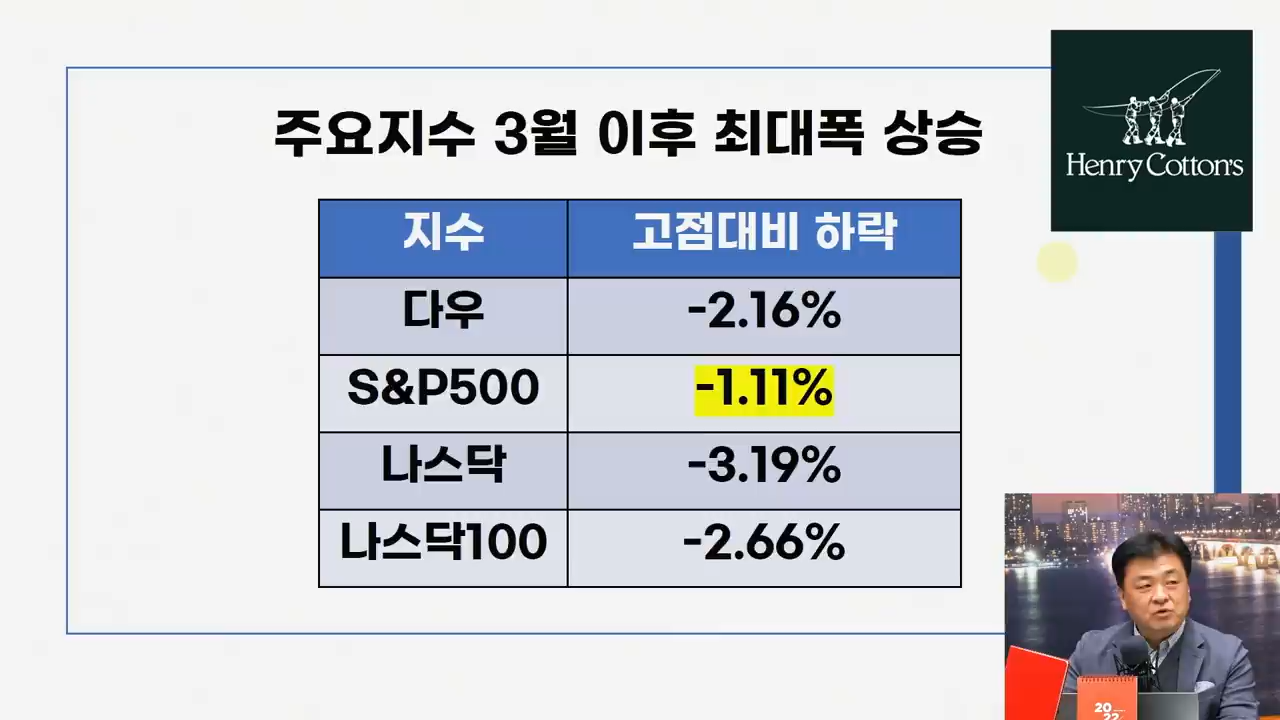 주요지수 3월 이후 최대폭 상승
Henry Cotton's
지수 고점대비 하락
다우 -2.16%
S&P500 -1.11%
나스닥 -3.19%
나스닥100 -2.66%
20
22